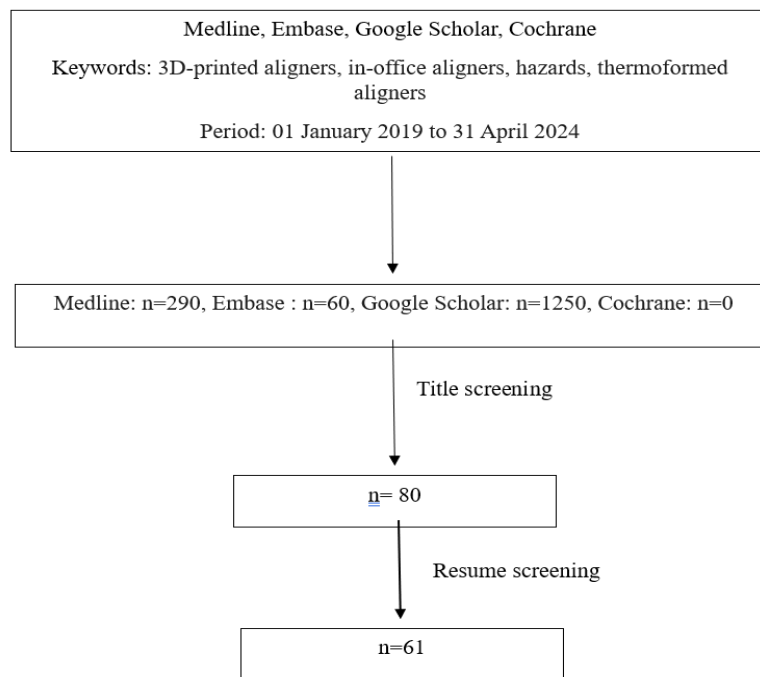 Medline, Embase, Google Scholar, Cochrane
Keywords: 3D-printed aligners, in-office aligners, hazards, thermoformed
aligners
Period: 01 January 2019 to 31 April 2024
Medline: n=290, Embase : n=60, Google Scholar: n=1250, Cochrane: n=0
Title screening
n= 80
Resume screening
n=61